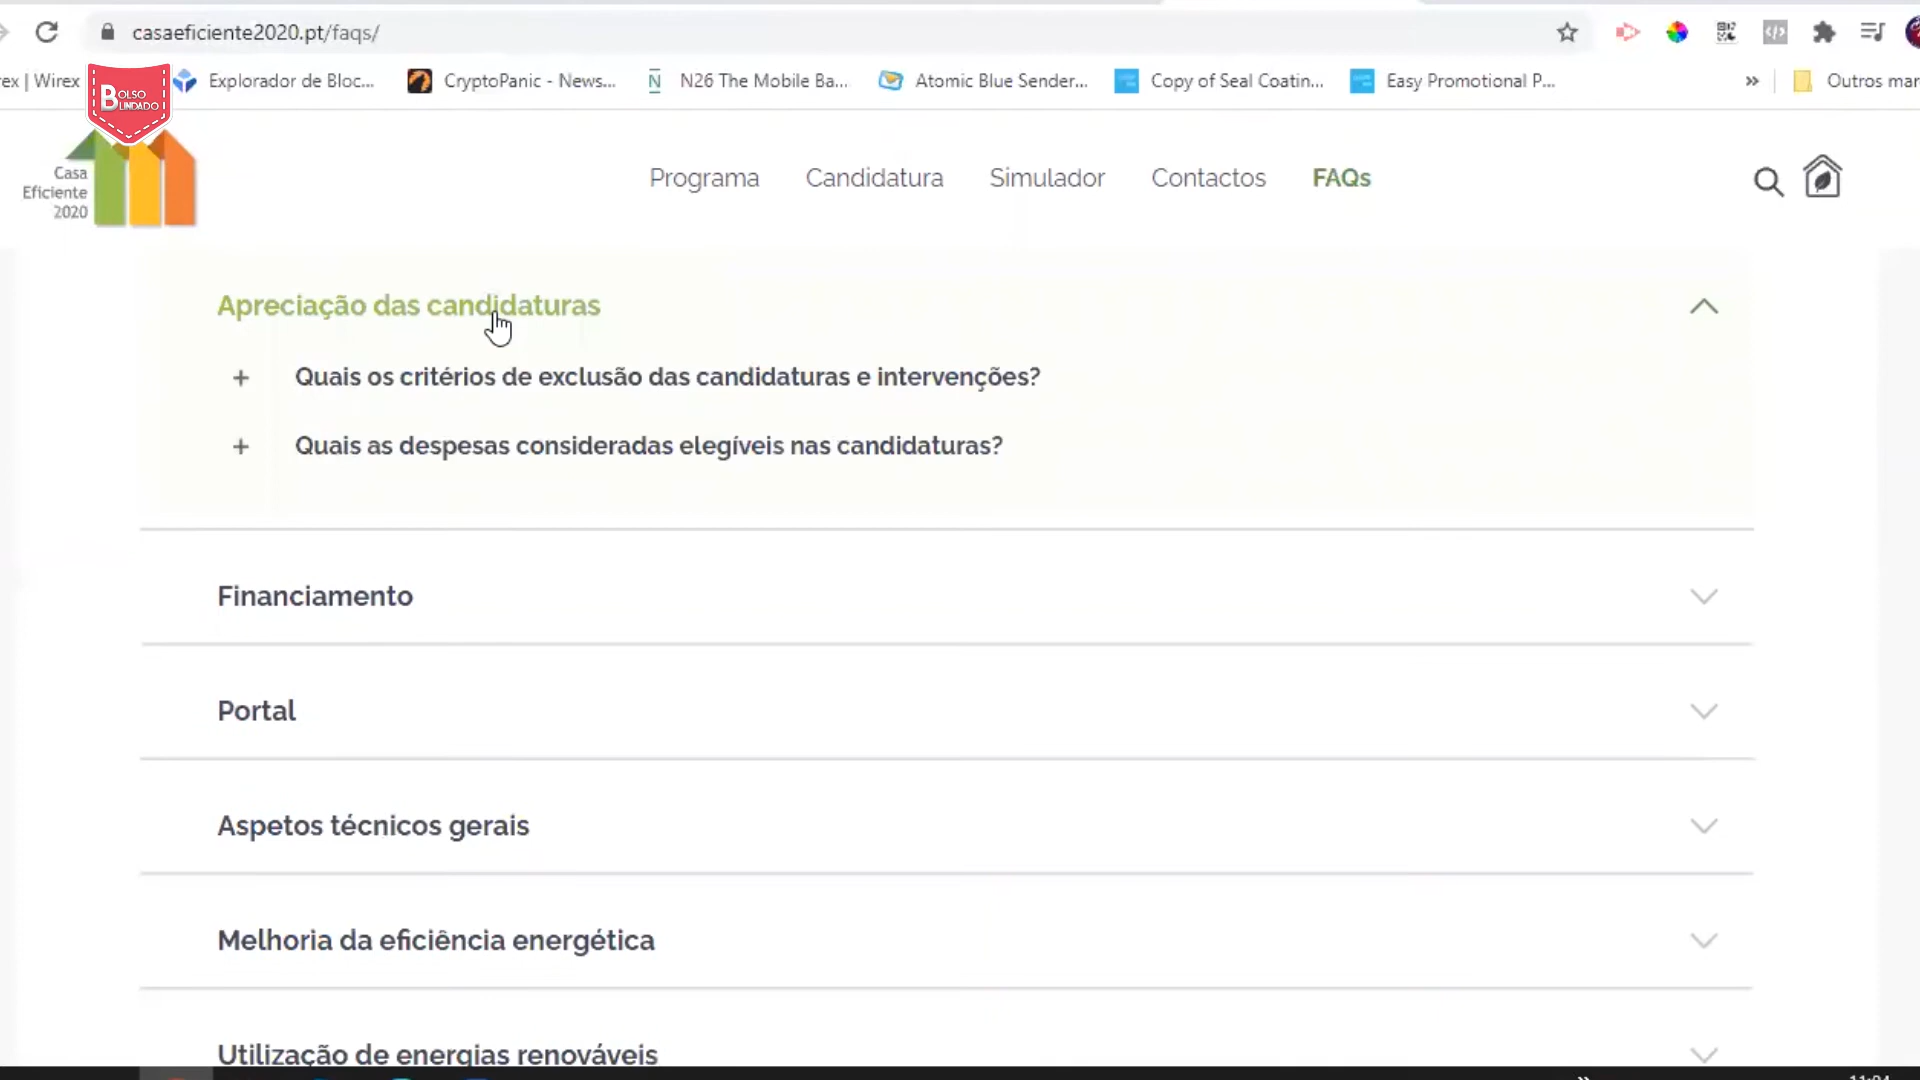 casaeficiente2020.pt/faqs/
ex | Wirex
Explorador de Bloc...
CryptoPanic - News...
N26 The Mobile Ba...
Atomic Blue Sender...
Copy of Seal Coatin...
Easy Promotional P...
»
Outros mar
BOLSO
BLINDADO
Casa
Eficiente
2020
Programa
Candidatura
Simulador
Contactos
FAQs
Apreciação das candidaturas
+ Quais os critérios de exclusão das candidaturas e intervenções?
+ Quais as despesas consideradas elegíveis nas candidaturas?
Financiamento
Portal
Aspetos técnicos gerais
Melhoria da eficiência energética
Utilização de energias renováveis